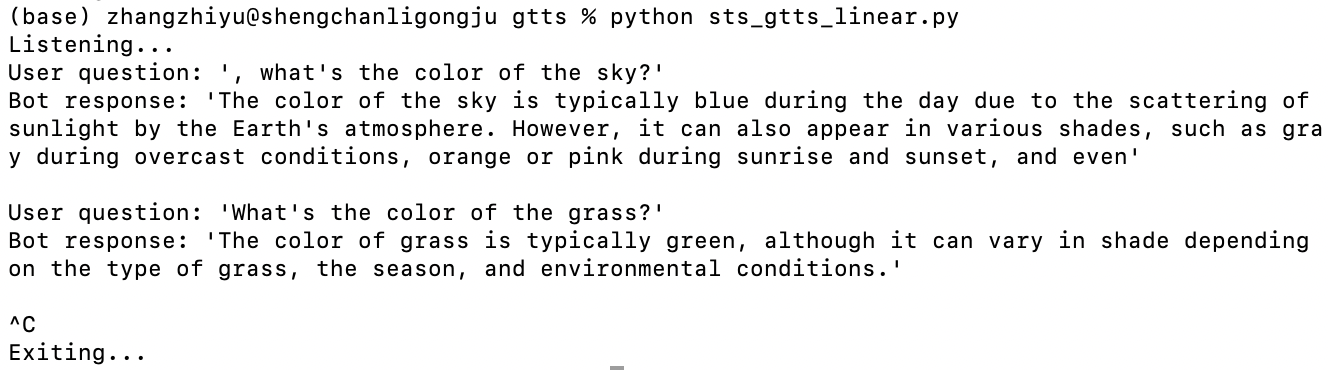 (base) zhangzhiyu@shengchanligongju gtts % python sts_gtts_linear.py
Listening...
User question: ', what's the color of the sky?'
Bot response: 'The color of the sky is typically blue during the day due to the scattering of
sunlight by the Earth's atmosphere. However, it can also appear in various shades, such as gra
y during overcast conditions, orange or pink during sunrise and sunset, and even'
User question: 'What's the color of the grass?'
Bot response: 'The color of grass is typically green, although it can vary in shade depending
on the type of grass, the season, and environmental conditions.'
^C
Exiting...